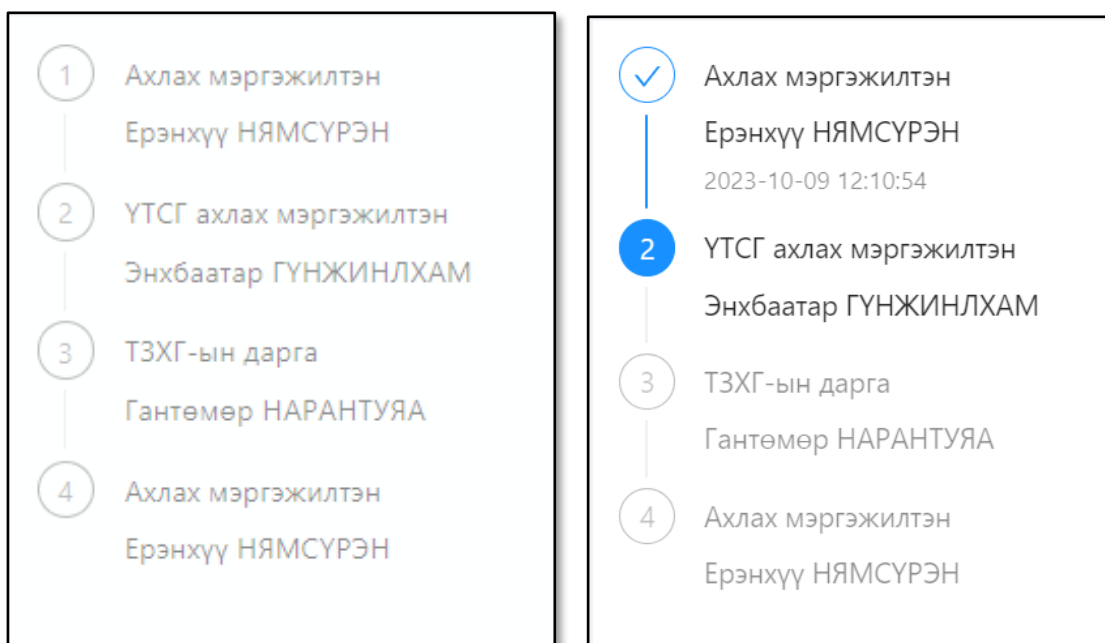 1
Ахлах мэргэжилтэн
Ерэнхүү НЯМСҮРЭН
2
ҮТСГ ахлах мэргэжилтэн
Энхбаатар ГҮНЖИНЛХАМ
3
ТЗХГ-ын дарга
Гантөмөр НАРАНТУЯА
4
Ахлах мэргэжилтэн
Ерэнхүү НЯМСҮРЭН
Ахлах мэргэжилтэн
Ерэнхүү НЯМСҮРЭН
2023-10-09 12:10:54
2
ҮТСГ ахлах мэргэжилтэн
Энхбаатар ГҮНЖИНЛХАМ
3
ТЗХГ-ын дарга
Гантөмөр НАРАНТУЯА
4
Ахлах мэргэжилтэн
Ерэнхүү НЯМСҮРЭН